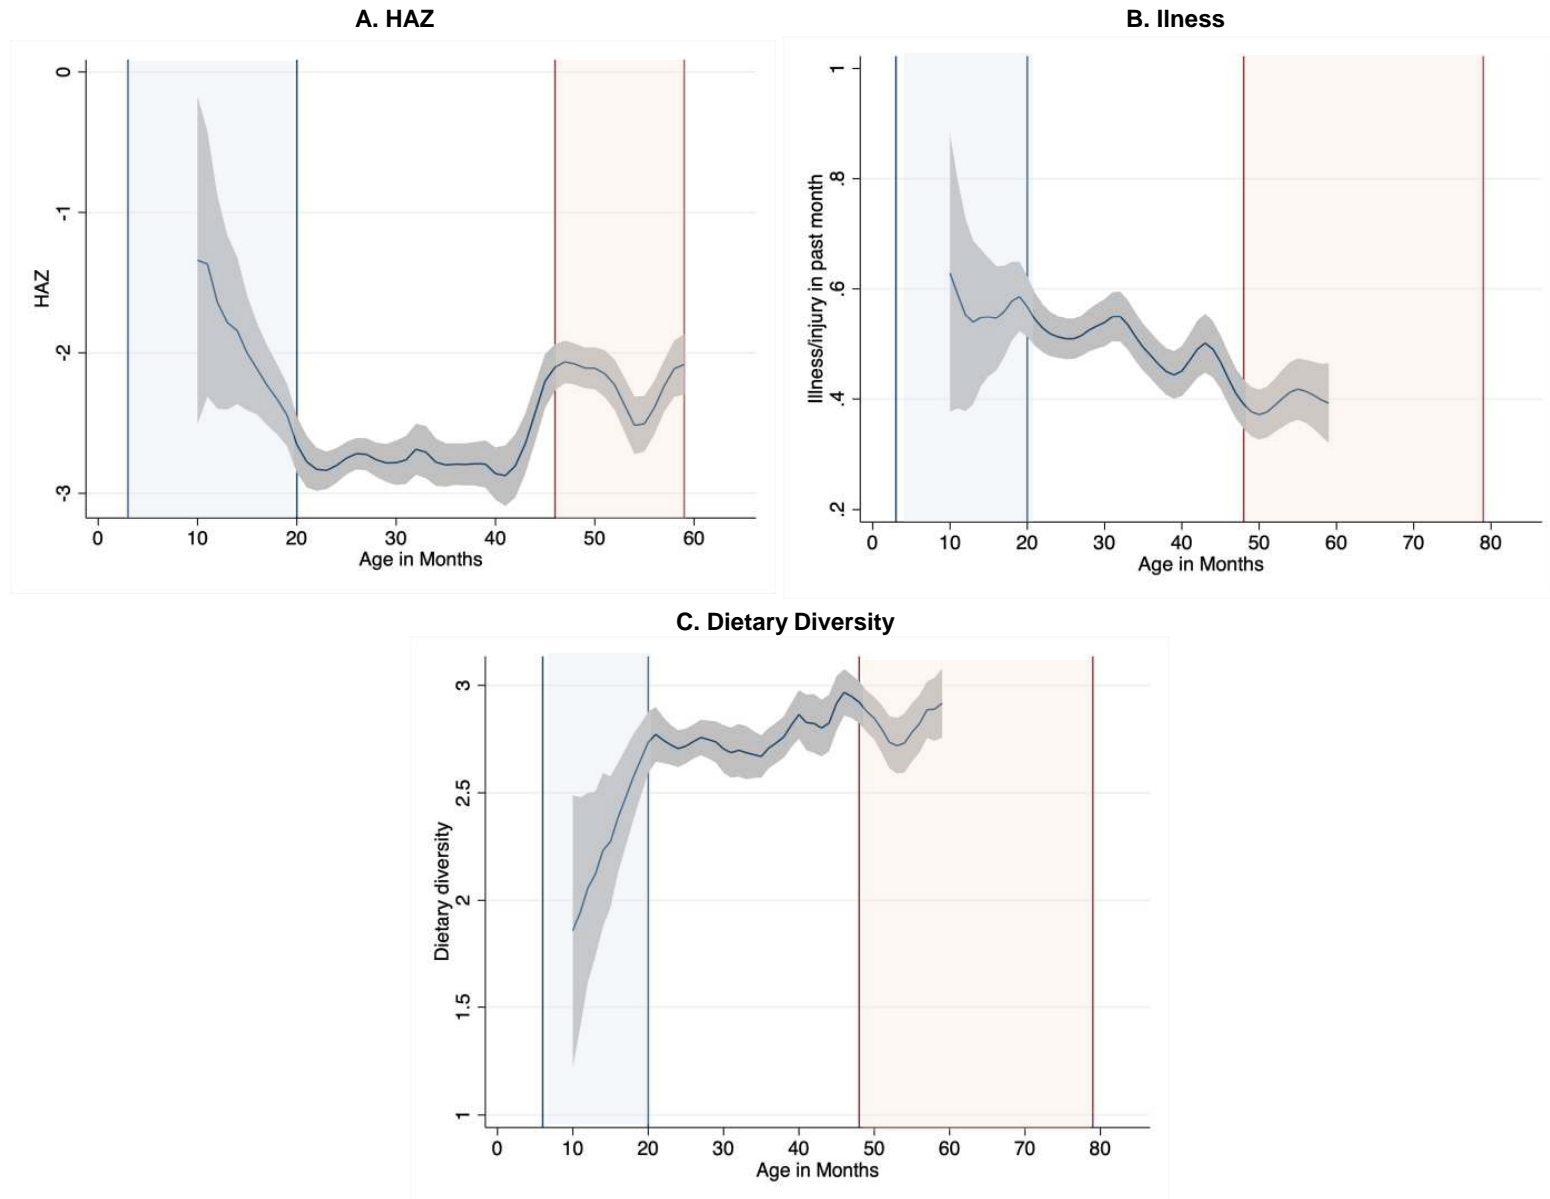 A. HAZ
B. Ilness
0
-1
-2
-3
HAZ
0 10 20 30 40 50 60
Age in Months
1
.8
.6
.4
.2
Illness/injury in past month
0 10 20 30 40 50 60 70 80
Age in Months
C. Dietary Diversity
3
2.5
2
1.5
1
Dietary diversity
0 10 20 30 40 50 60 70 80
Age in Months